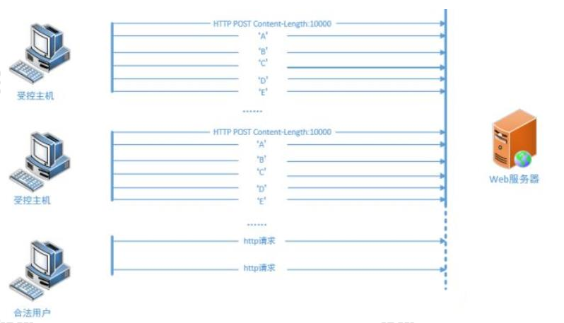 HTTP POST Content-Length:10000
"A"
"B"
"C"
"D"
"E"
受控主机
......
HTTP POST Content-Length:10000
"A"
"B"
"C"
"D"
"E"
受控主机
Web服务器
......
http请求
http请求
合法用户